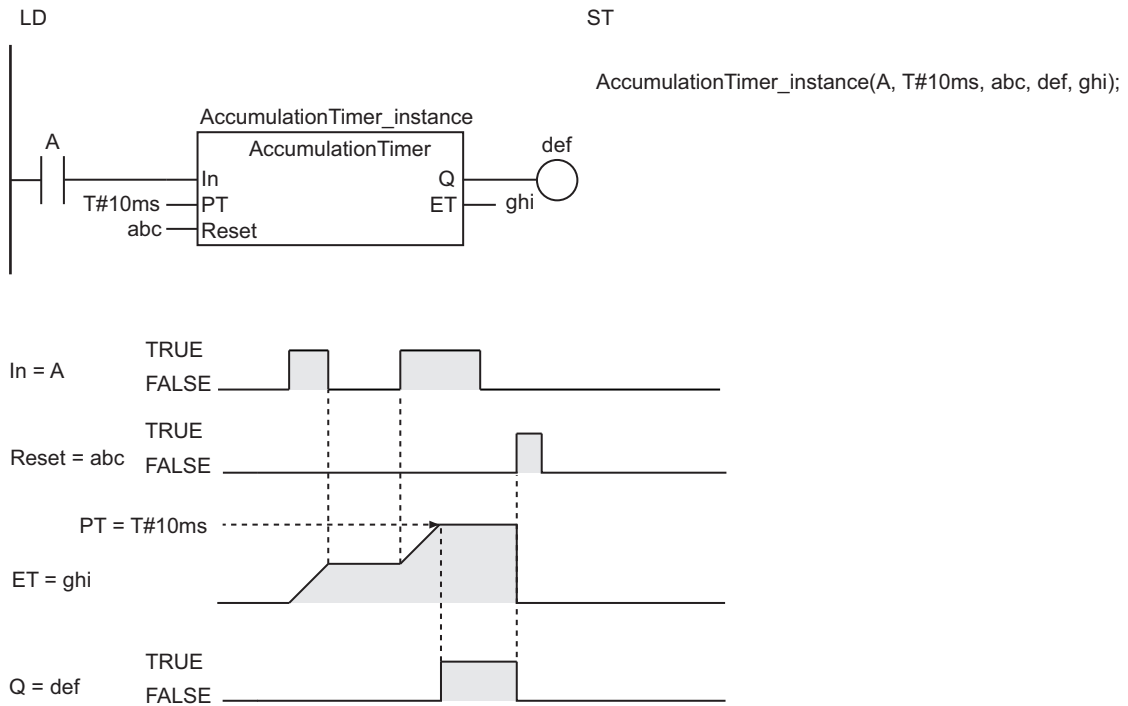 LD
ST
AccumulationTimer_instance(A, T#10ms, abc, def, ghi);
AccumulationTimer_instance
A
AccumulationTimer
def
In
Q
T#10ms
PT
ET
ghi
abc
Reset
In = A
TRUE
FALSE
Reset = abc
TRUE
FALSE
PT = T#10ms
ET = ghi
Q = def
TRUE
FALSE